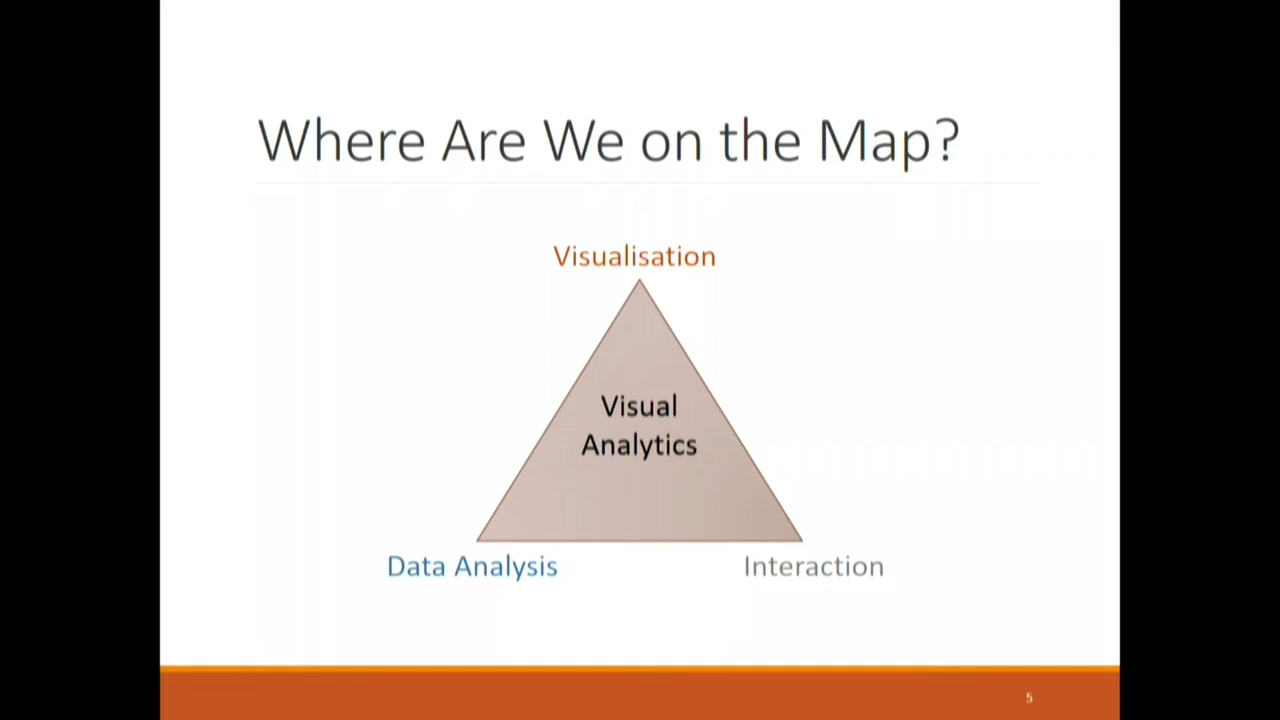 Where Are We on the Map?
Visualisation
Visual
Analytics
Data Analysis
Interaction
5